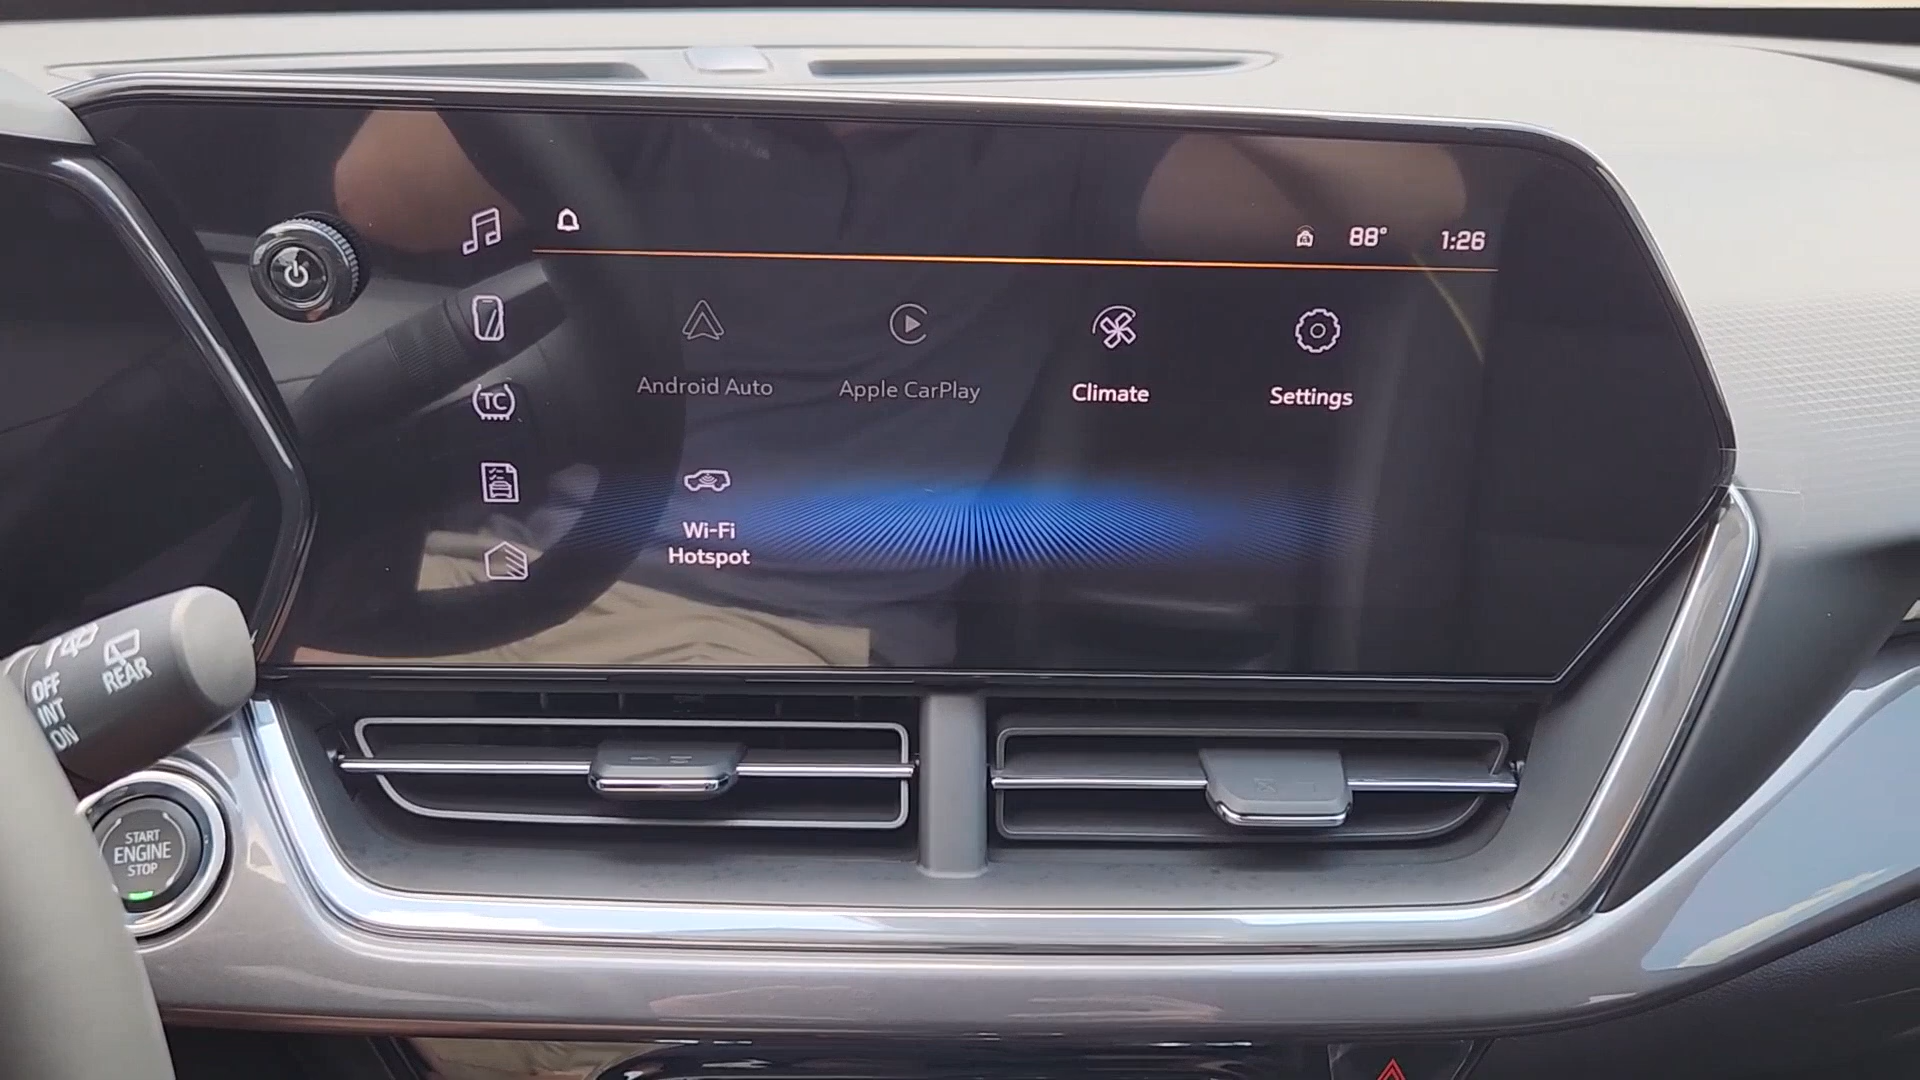 88° 1:26
Android Auto
Apple CarPlay
Climate
Settings
TC
Wi-Fi
Hotspot
REAR
OFF
INT
ON
START
ENGINE
STOP